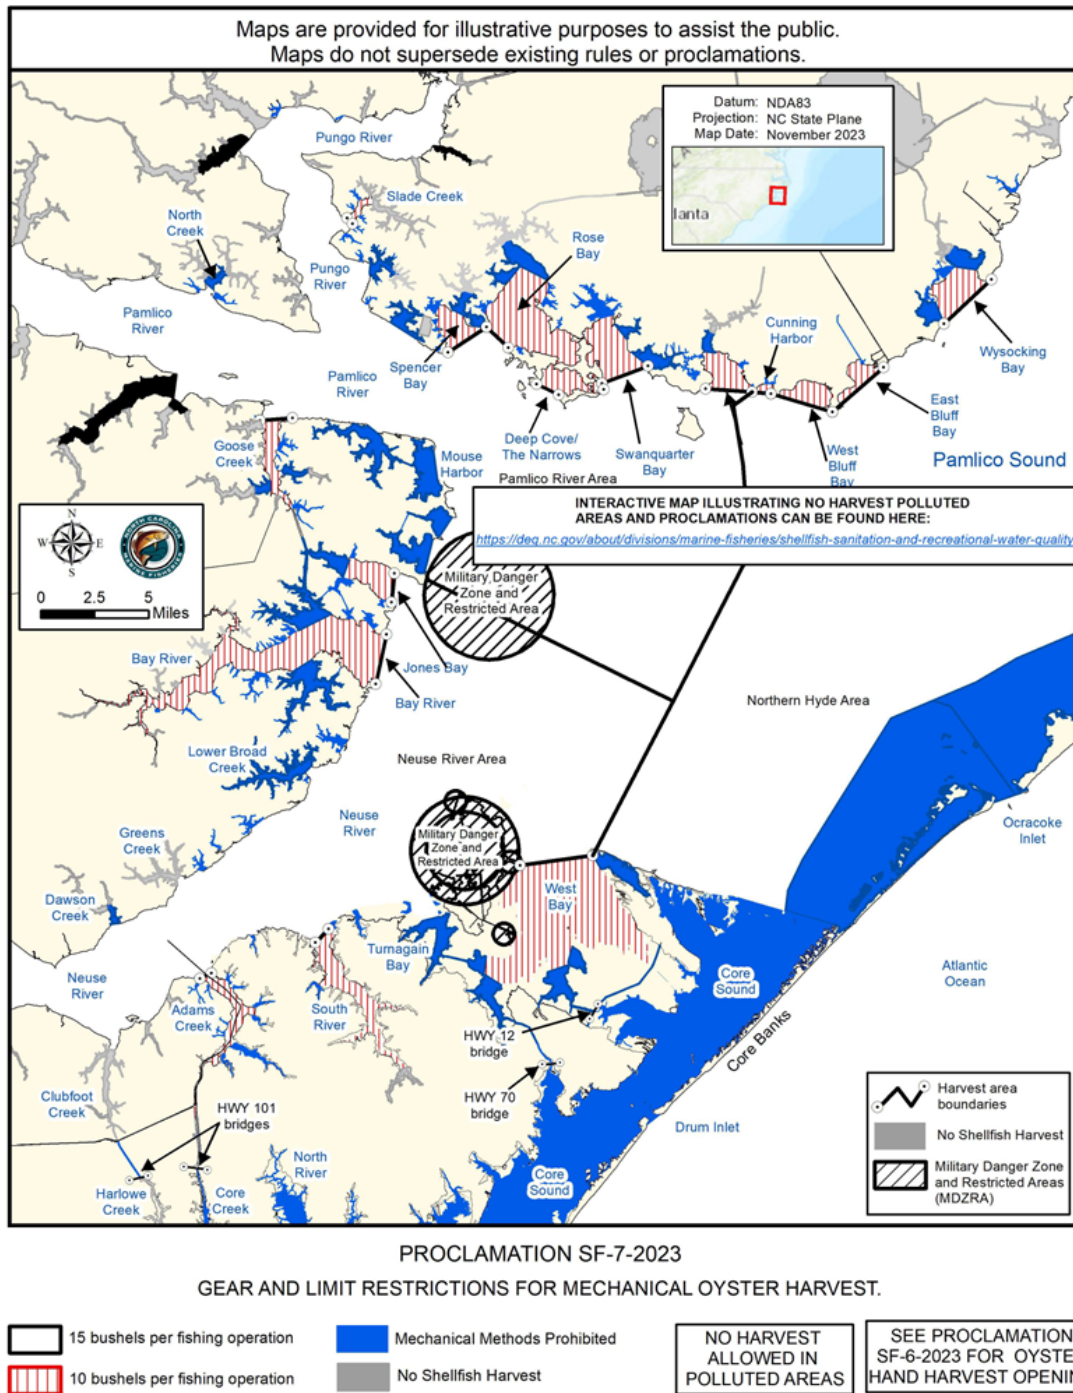 Maps are provided for illustrative purposes to assist the public.
Maps do not supersede existing rules or proclamations.
Datum: NDA83
Projection: NC State Plane
Map Date: November 2023
lanta
Pungo River
Slade Creek
North
Creek
Rose
Bay
Pungo
River
Pamlico
River
Cunning
Harbor
Spencer
Bay
Wysocking
Bay
Pamlico
River
East
Bluff
Bay
Deep Cove/
The Narrows
Swanquarter
Bay
West
Bluff
Bay
Goose
Creek
Mouse
Harbor
Pamlico Sound
Pamlico River Area
INTERACTIVE MAP ILLUSTRATING NO HARVEST POLLUTED
AREAS AND PROCLAMATIONS CAN BE FOUND HERE:
https://deq.nc.gov/about/divisions/marine-fisheries/shellfish-sanitation-and-recreational-water-quality
N
W E
S
NORTH CAROLINA
MARINE FISHERIES
0 2.5 5
Miles
Military Danger
Zone and
Restricted Area
Bay River
Jones Bay
Bay River
Northern Hyde Area
Lower Broad
Creek
Neuse River Area
Neuse
River
Greens
Creek
Military Danger
Zone and
Restricted Area
Ocracoke
Inlet
West
Bay
Dawson
Creek
Turnagain
Bay
Neuse
River
Core
Sound
Atlantic
Ocean
Adams
Creek
South
River
HWY 12
bridge
Core Banks
Clubfoot
Creek
HWY 70
bridge
HWY 101
bridges
Drum Inlet
North
River
Harlowe
Creek
Core
Creek
Core
Sound
Harvest area
boundaries
No Shellfish Harvest
Military Danger Zone
and Restricted Areas
(MDZRA)
PROCLAMATION SF-7-2023
GEAR AND LIMIT RESTRICTIONS FOR MECHANICAL OYSTER HARVEST.
15 bushels per fishing operation
10 bushels per fishing operation
Mechanical Methods Prohibited
No Shellfish Harvest
NO HARVEST
ALLOWED IN
POLLUTED AREAS
SEE PROCLAMATION
SF-6-2023 FOR OYSTE
HAND HARVEST OPENIN